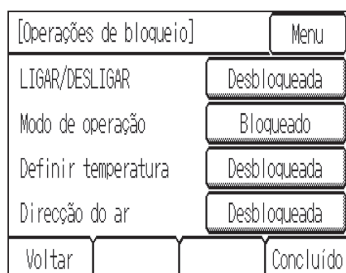 [Operações de bloqueio] Menu
LIGAR/DESLIGAR Desbloqueada
Modo de operação Bloqueado
Definir temperatura Desbloqueada
Direcção do ar Desbloqueada
Voltar Concluído